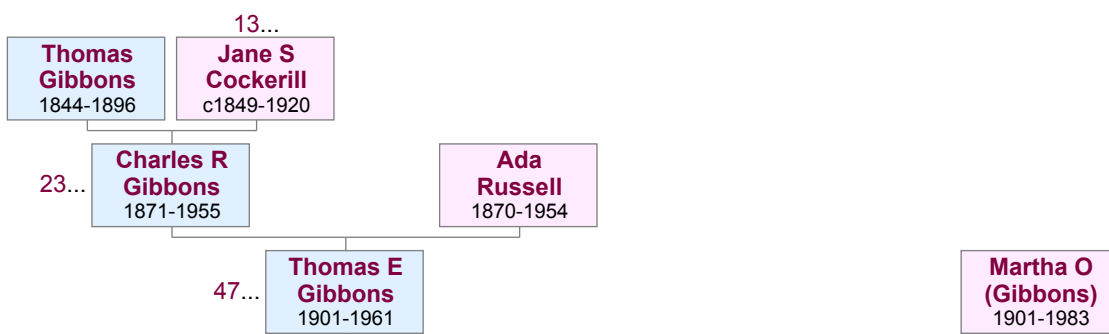 13...
Thomas
Gibbons
1844-1896
Jane S
Cockerill
c1849-1920
23...
Charles R
Gibbons
1871-1955
Ada
Russell
1870-1954
47...
Thomas E
Gibbons
1901-1961
Martha O
(Gibbons)
1901-1983